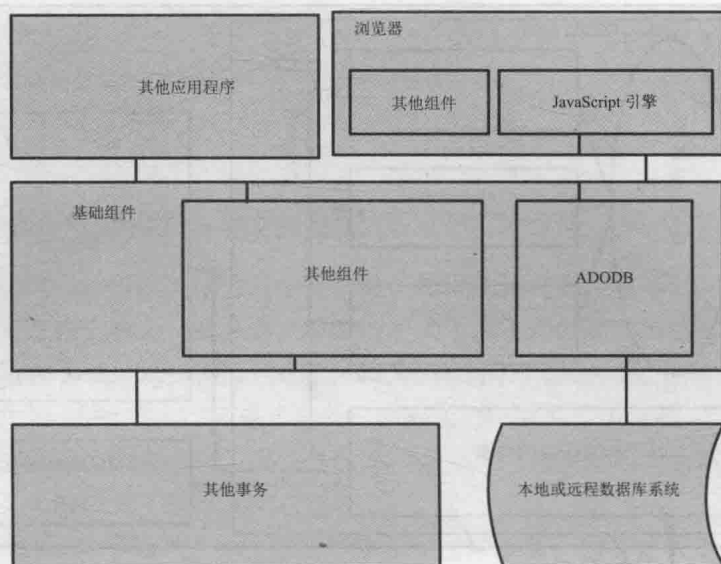 浏览器
其他应用程序
其他组件
JavaScript 引擎
基础组件
其他组件
ADODB
其他事务
本地或远程数据库系统